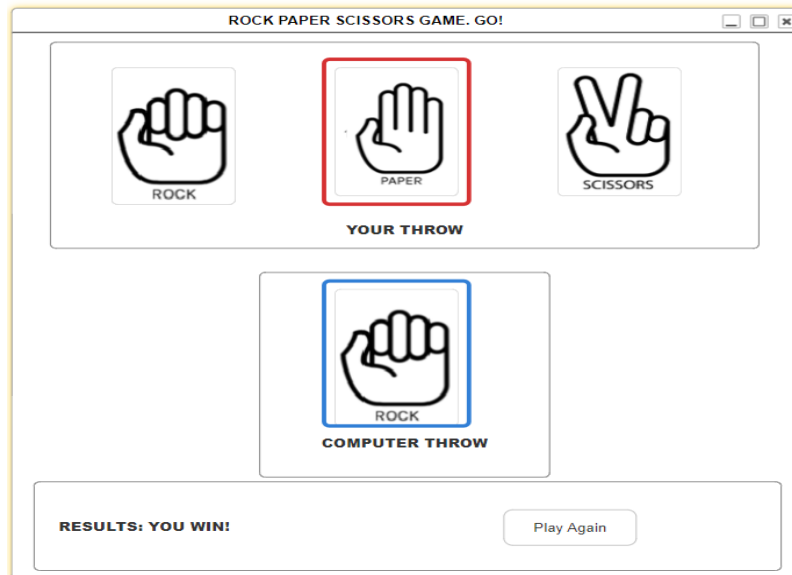 ROCK PAPER SCISSORS GAME. GO!
ROCK
PAPER
SCISSORS
YOUR THROW
ROCK
COMPUTER THROW
RESULTS: YOU WIN!
Play Again